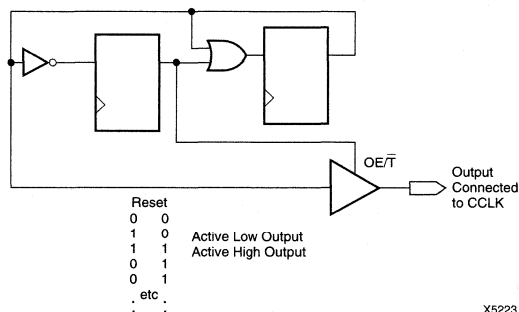 OE/T̅
Output
Connected
to CCLK
Reset
0 0
1 0
1 1
0 1
0 1
. etc .
. .
Active Low Output
Active High Output
X5223